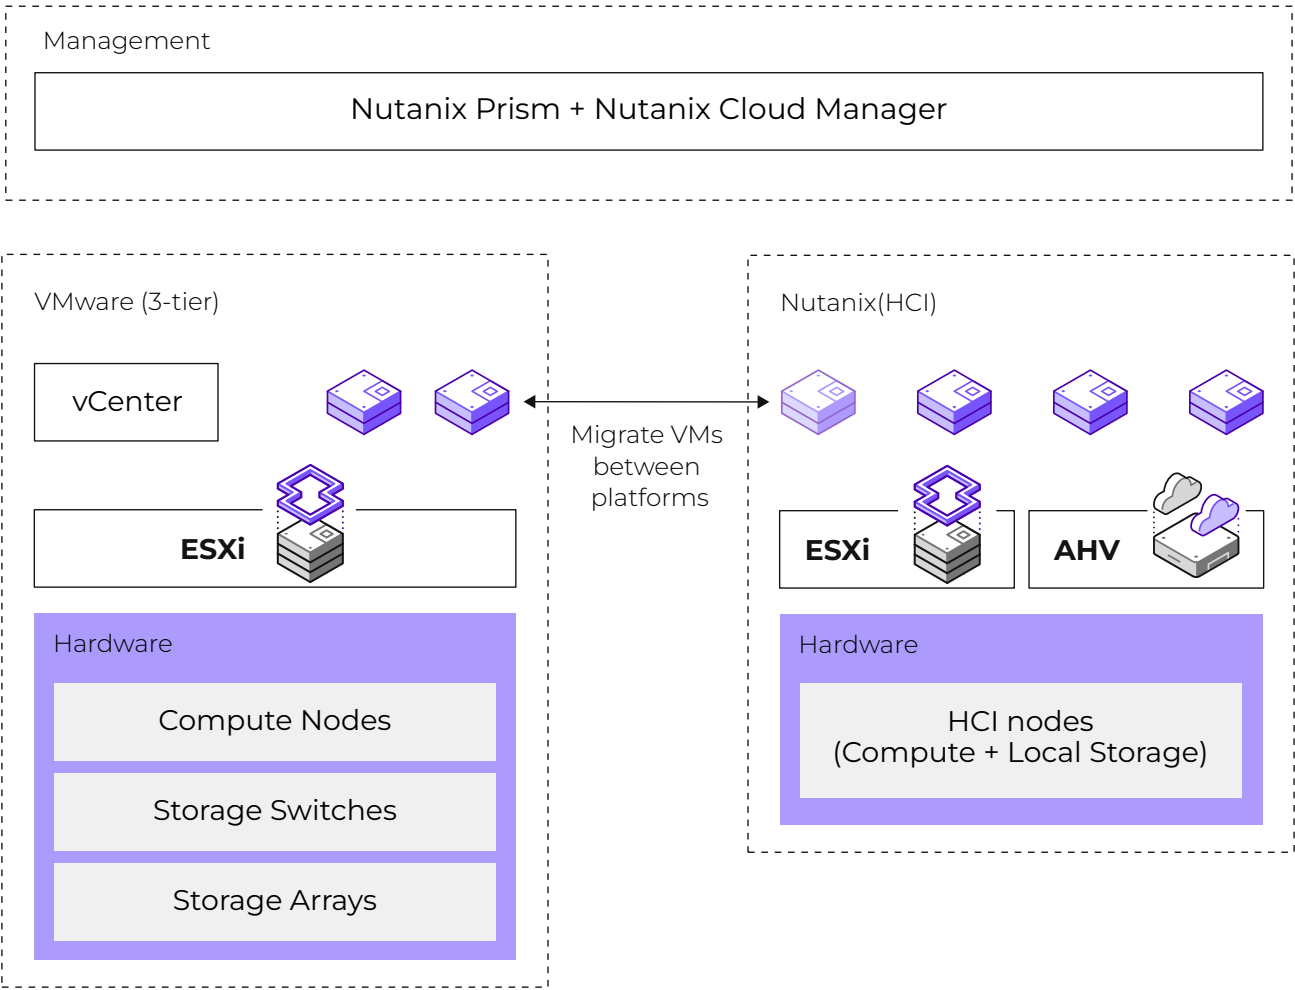 Management
Nutanix Prism + Nutanix Cloud Manager
VMware (3-tier)
vCenter
ESXi
Hardware
Compute Nodes
Storage Switches
Storage Arrays
Migrate VMs
between
platforms
Nutanix(HCI)
ESXi
AHV
Hardware
HCI nodes
(Compute + Local Storage)